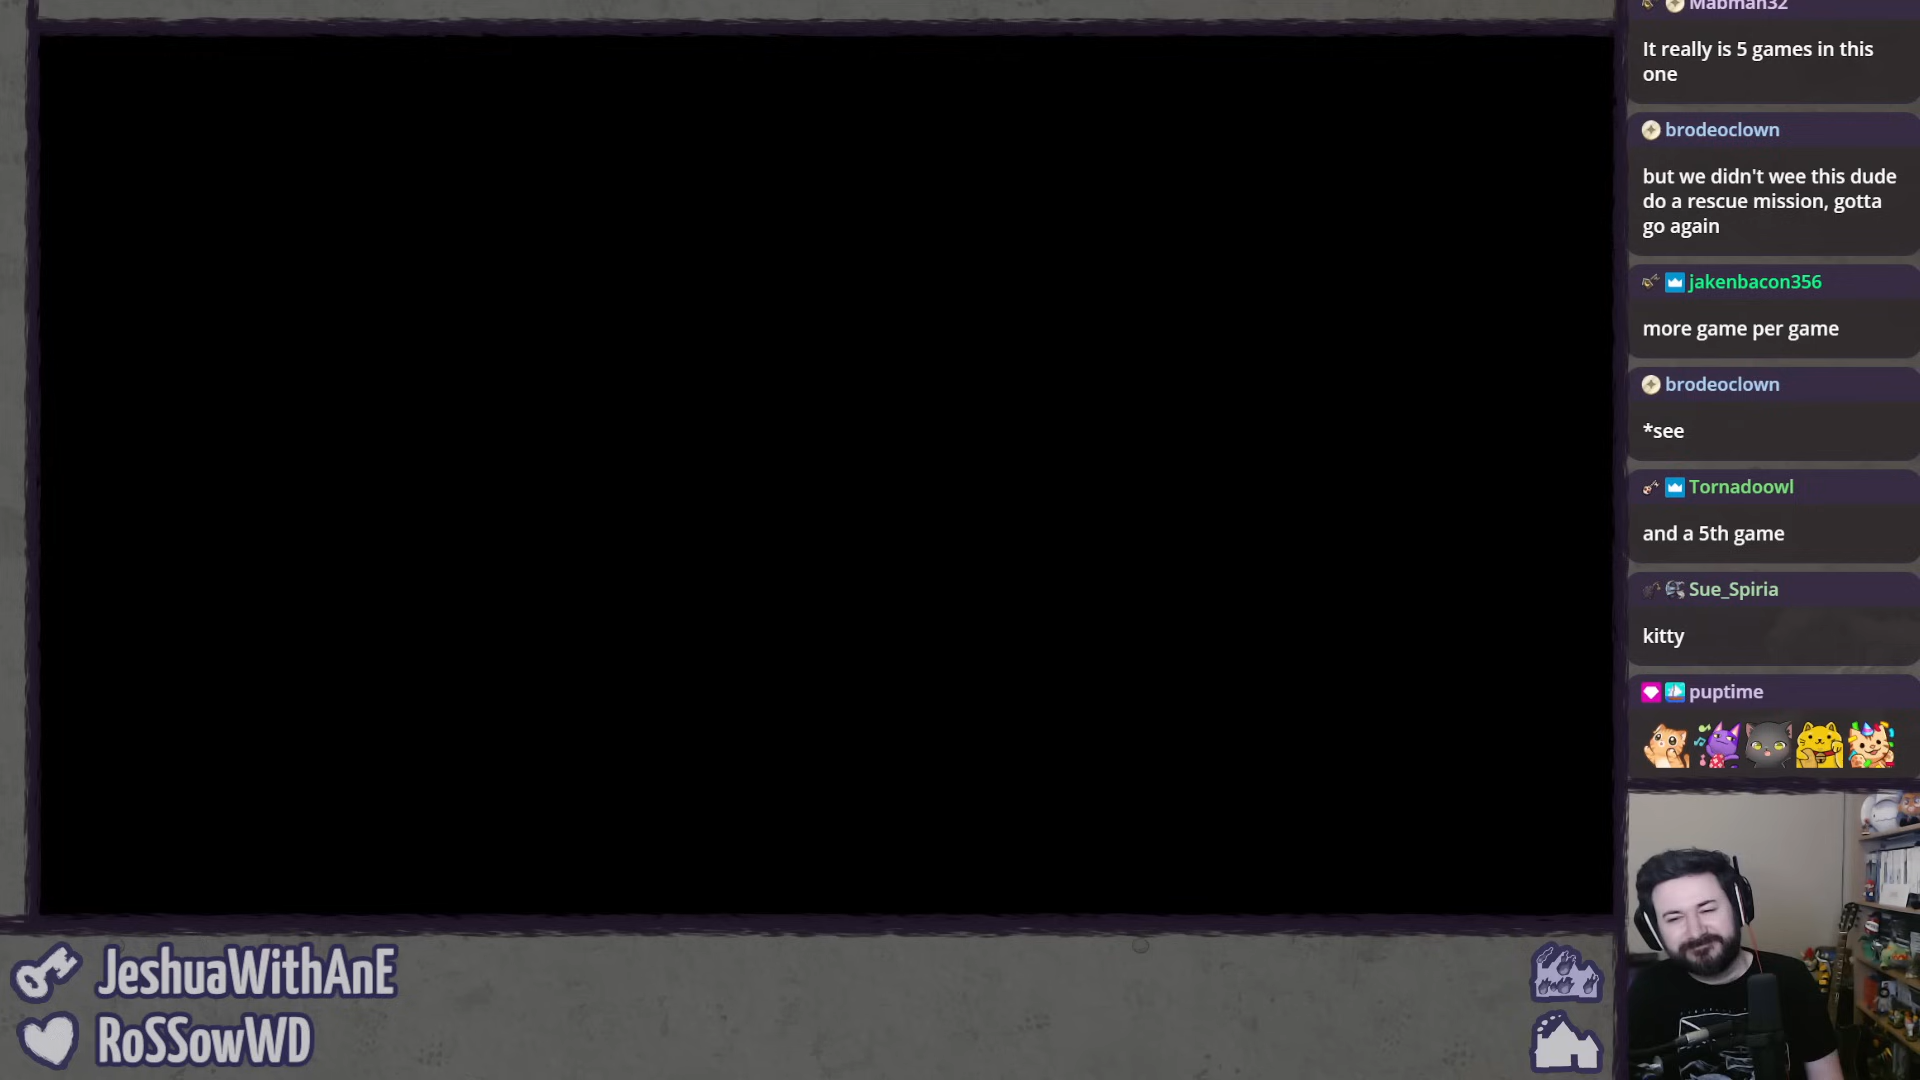 Mabman32
It really is 5 games in this
one
brodeoclown
but we didn't wee this dude
do a rescue mission, gotta
go again
jakenbacon356
more game per game
brodeoclown
*see
Tornadoowl
and a 5th game
Sue_Spiria
kitty
puptime
JeshuaWithAnE
RoSSowWD